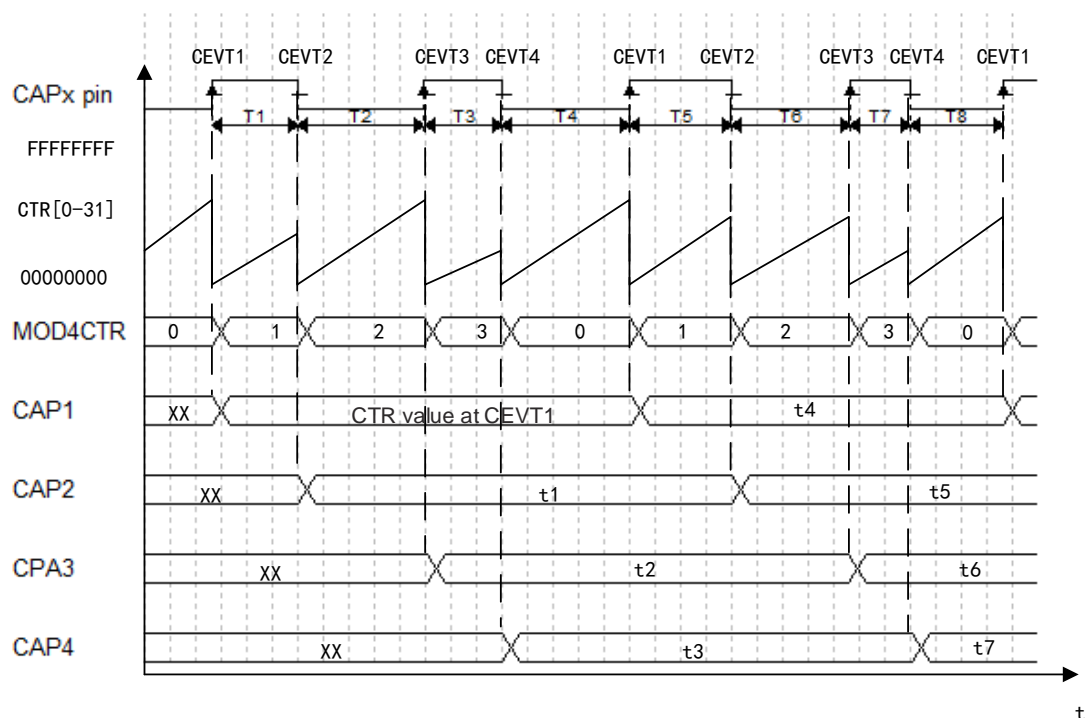 CEVT1 CEVT2 CEVT3 CEVT4 CEVT1 CEVT2 CEVT3 CEVT4 CEVT1
CAPx pin
T1 T2 T3 T4 T5 T6 T7 T8
FFFFFFFF
CTR[0-31]
00000000
MOD4CTR 0 1 2 3 0 1 2 3 0
CAP1 XX CTR value at CEVT1 t4
CAP2 XX t1 t5
CPA3 XX t2 t6
CAP4 XX t3 t7
t